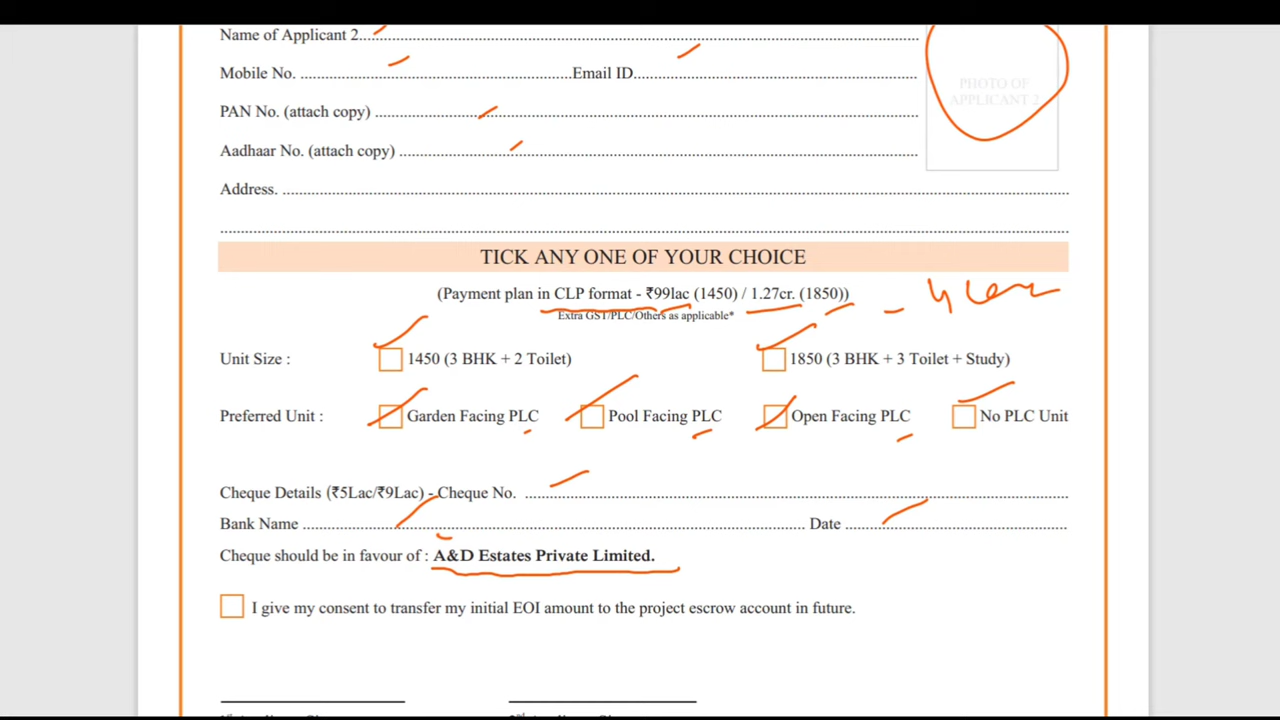 Name of Applicant 2
Mobile No. Email ID
PHOTO OF
APPLICANT 2
PAN No. (attach copy)
Aadhaar No. (attach copy)
Address.
TICK ANY ONE OF YOUR CHOICE
(Payment plan in CLP format - ₹99lac (1450) / 1.27cr. (1850))
Extra GST/PLC/Others as applicable*
Unit Size : 1450 (3 BHK + 2 Toilet) 1850 (3 BHK + 3 Toilet + Study)
Preferred Unit : Garden Facing PLC Pool Facing PLC Open Facing PLC No PLC Unit
Cheque Details (₹5Lac/₹9Lac) - Cheque No.
Bank Name Date
Cheque should be in favour of : A&D Estates Private Limited.
I give my consent to transfer my initial EOI amount to the project escrow account in future.